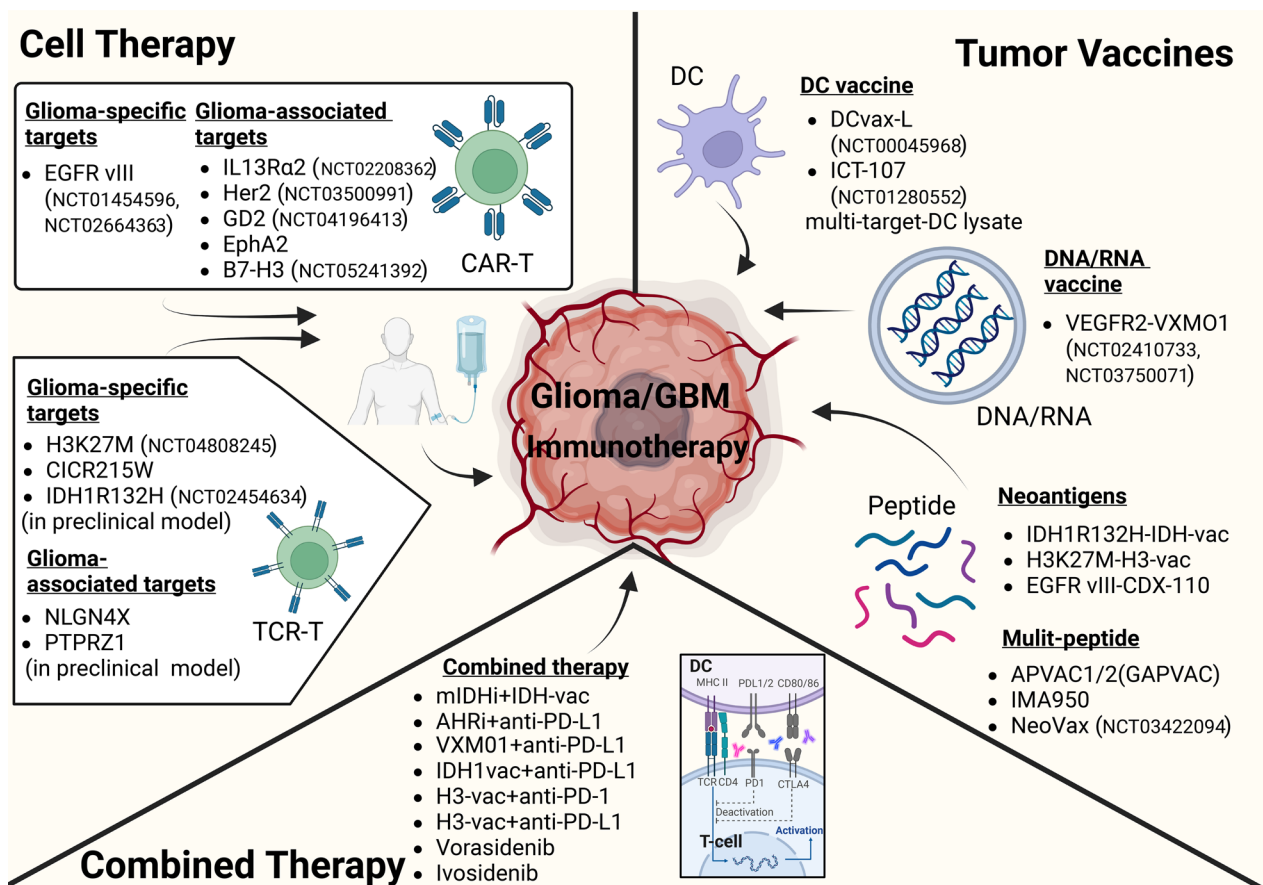 Cell Therapy
Glioma-specific
targets
EGFR vIII
(NCT01454596,
NCT02664363)
Glioma-associated
targets
IL13Rα2 (NCT02208362)
Her2 (NCT03500991)
GD2 (NCT04196413)
EphA2
B7-H3 (NCT05241392)
CAR-T
Glioma-specific
targets
H3K27M (NCT04808245)
CICR215W
IDH1R132H (NCT02454634)
(in preclinical model)
Glioma-
associated targets
NLGN4X
PTPRZ1
(in preclinical model)
TCR-T
Glioma/GBM
Immunotherapy
Tumor Vaccines
DC
DC vaccine
DCvax-L
(NCT00045968)
ICT-107
(NCT01280552)
multi-target-DC lysate
DNA/RNA
vaccine
VEGFR2-VXMO1
(NCT02410733,
NCT03750071)
DNA/RNA
Peptide
Neoantigens
IDH1R132H-IDH-vac
H3K27M-H3-vac
EGFR vIII-CDX-110
Mulit-peptide
APVAC1/2(GAPVAC)
IMA950
NeoVax (NCT03422094)
Combined Therapy
Combined therapy
mIDHi+IDH-vac
AHRi+anti-PD-L1
VXM01+anti-PD-L1
IDH1vac+anti-PD-L1
H3-vac+anti-PD-1
H3-vac+anti-PD-L1
Vorasidenib
Ivosidenib
DC
MHC II PDL1/2 CD80/86
TCR CD4 PD1 CTLA4
Deactivation
Activation
T-cell